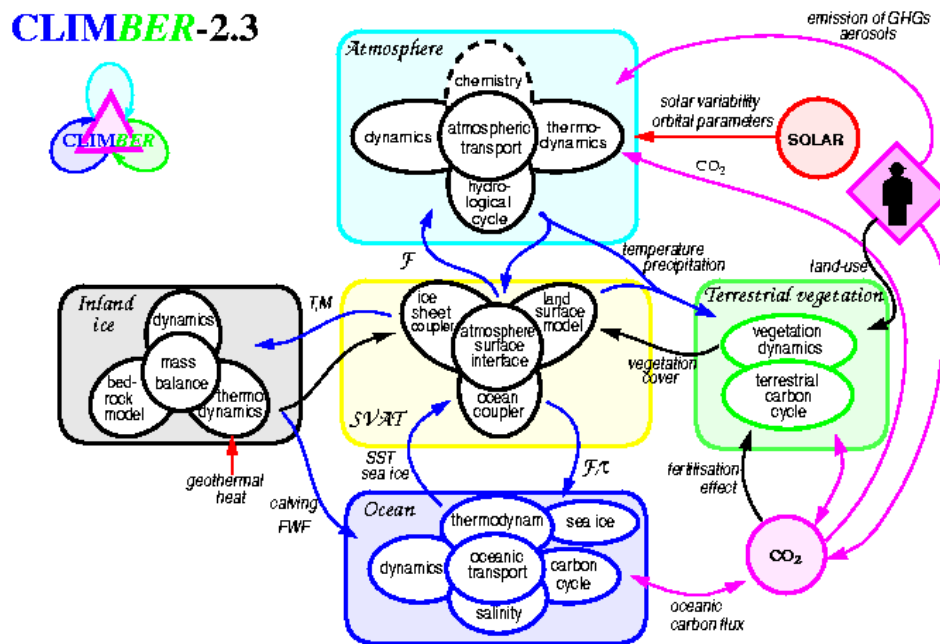 CLIMBER-2.3
CLIMBER
emission of GHGs
aerosols
Atmosphere
chemistry
dynamics
atmospheric
transport
thermo-
dynamics
hydro-
logical
cycle
solar variability
orbital parameters
SOLAR
CO₂
F
temperature
precipitation
land-use
Inland
ice
dynamics
mass
balance
bed-
rock
model
thermo
dynamics
T,M
ice
sheet
coupler
atmosphere
surface
interface
land
surface
model
ocean
coupler
SVAT
Terrestrial vegetation
vegetation
dynamics
terrestrial
carbon
cycle
vegetation
cover
geothermal
heat
calving
FWF
SST
sea ice
F,τ
fertilisation
effect
Ocean
thermodynam
sea ice
dynamics
oceanic
transport
carbon
cycle
salinity
CO₂
oceanic
carbon flux